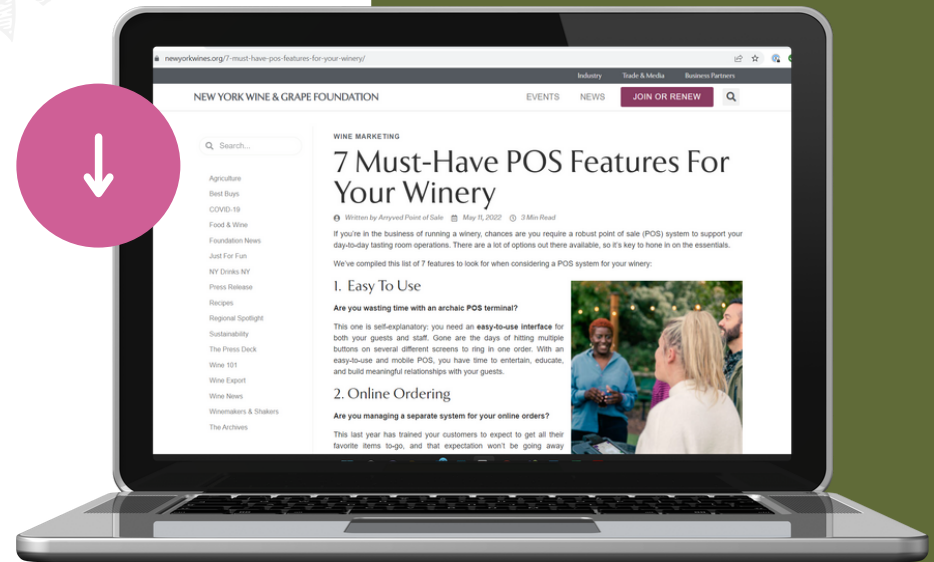 newyorkwines.org/7-must-have-pos-features-for-your-winery/
Industry Trade & Media Business Partners
NEW YORK WINE & GRAPE FOUNDATION EVENTS NEWS JOIN OR RENEW
Search...
Agriculture
Best Buys
COVID-19
Food & Wine
Foundation News
Just For Fun
NY Drinks NY
Press Release
Recipes
Regional Spotlight
Sustainability
The Press Deck
Wine 101
Wine Export
Wine News
Winemakers & Shakers
The Archives
WINE MARKETING
7 Must-Have POS Features For
Your Winery
Written by Arryved Point of Sale May 11, 2022 3 Min Read
If you're in the business of running a winery, chances are you require a robust point of sale (POS) system to support your
day-to-day tasting room operations. There are a lot of options out there available, so it's key to hone in on the essentials.
We've compiled this list of 7 features to look for when considering a POS system for your winery:
1. Easy To Use
Are you wasting time with an archaic POS terminal?
This one is self-explanatory: you need an easy-to-use interface for
both your guests and staff. Gone are the days of hitting multiple
buttons on several different screens to ring in one order. With an
easy-to-use and mobile POS, you have time to entertain, educate,
and build meaningful relationships with your guests.
2. Online Ordering
Are you managing a separate system for your online orders?
This last year has trained your customers to expect to get all their
favorite items to-go, and that expectation won't be going away